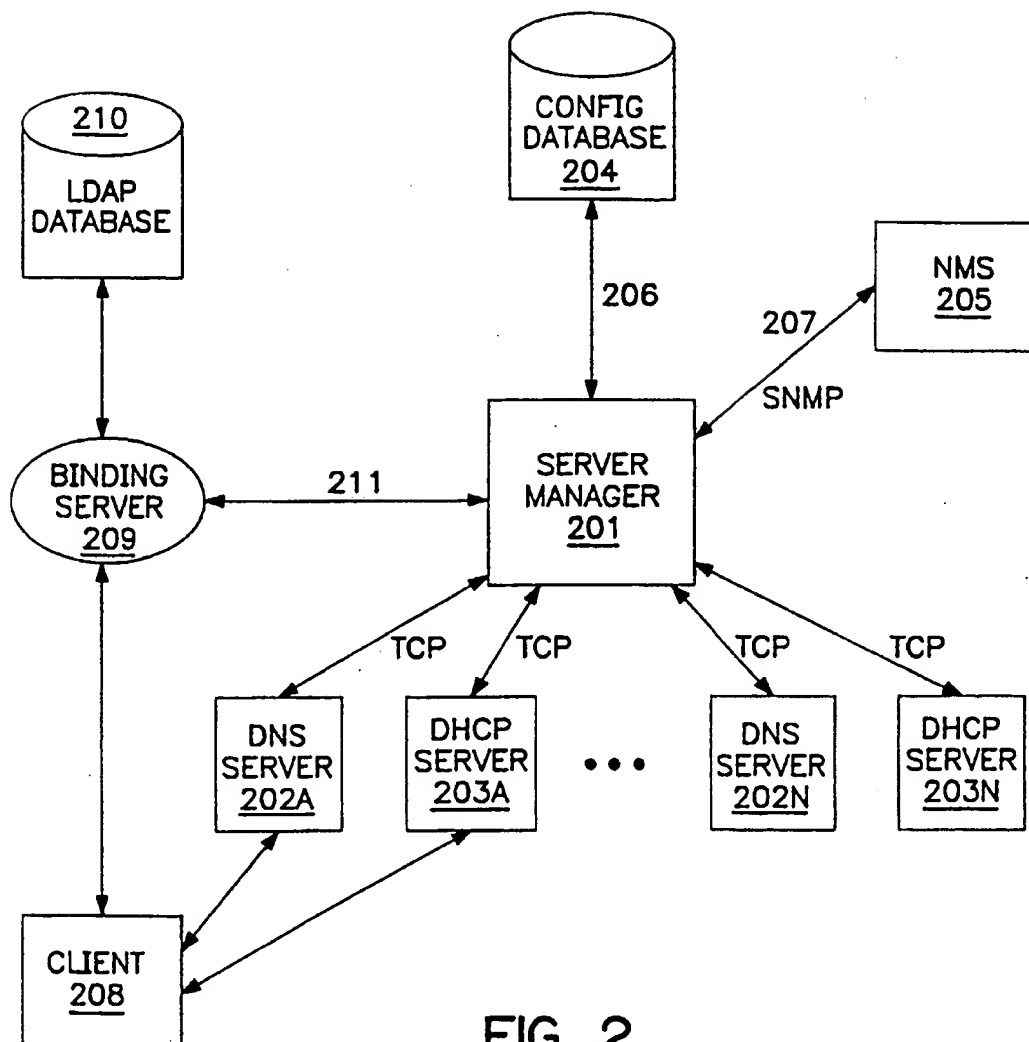 CONFIG
DATABASE
204
210
LDAP
DATABASE
NMS
205
206
207
SNMP
BINDING
SERVER
209
211
SERVER
MANAGER
201
TCP
TCP
TCP
TCP
DNS
SERVER
202A
DHCP
SERVER
203A
•••
DNS
SERVER
202N
DHCP
SERVER
203N
CLIENT
208
FIG. 2